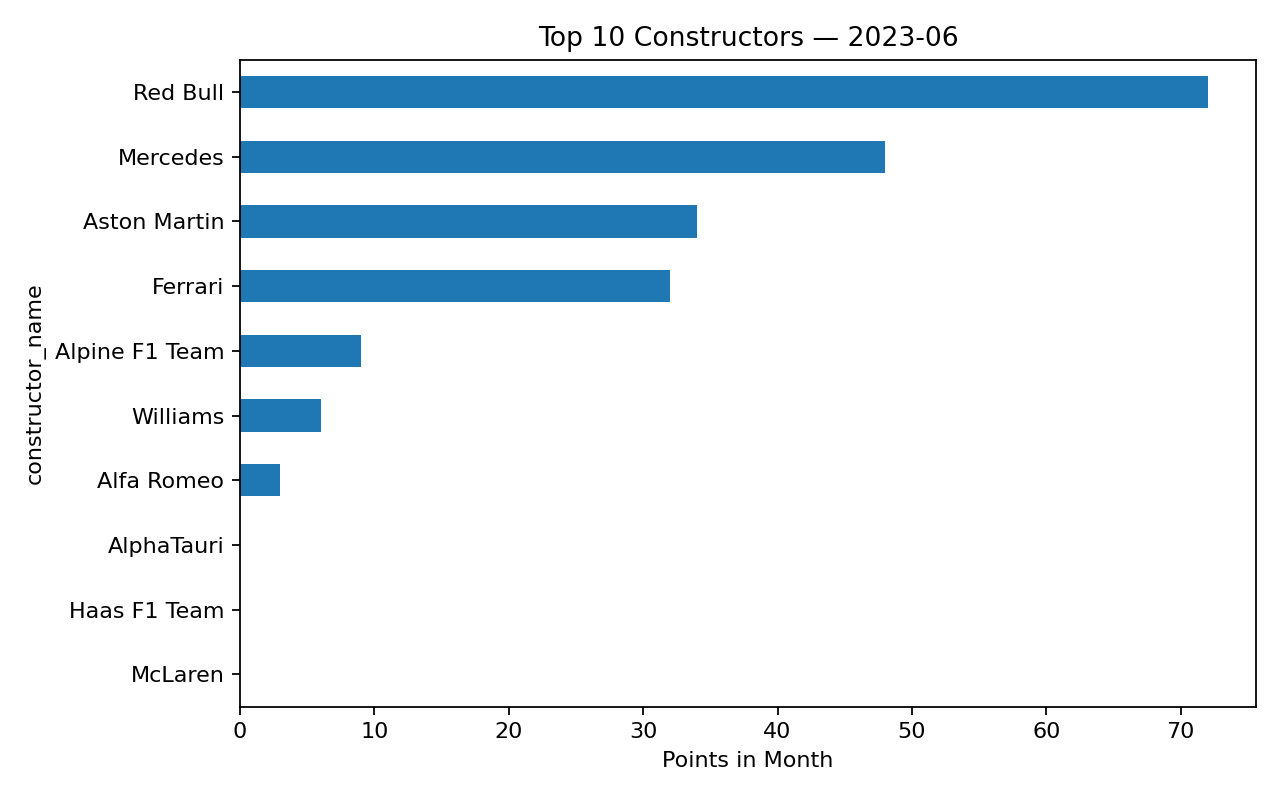 Top 10 Constructors — 2023-06
Red Bull
Mercedes
Aston Martin
Ferrari
Alpine F1 Team
Williams
Alfa Romeo
AlphaTauri
Haas F1 Team
McLaren
constructor_name
0 10 20 30 40 50 60 70
Points in Month